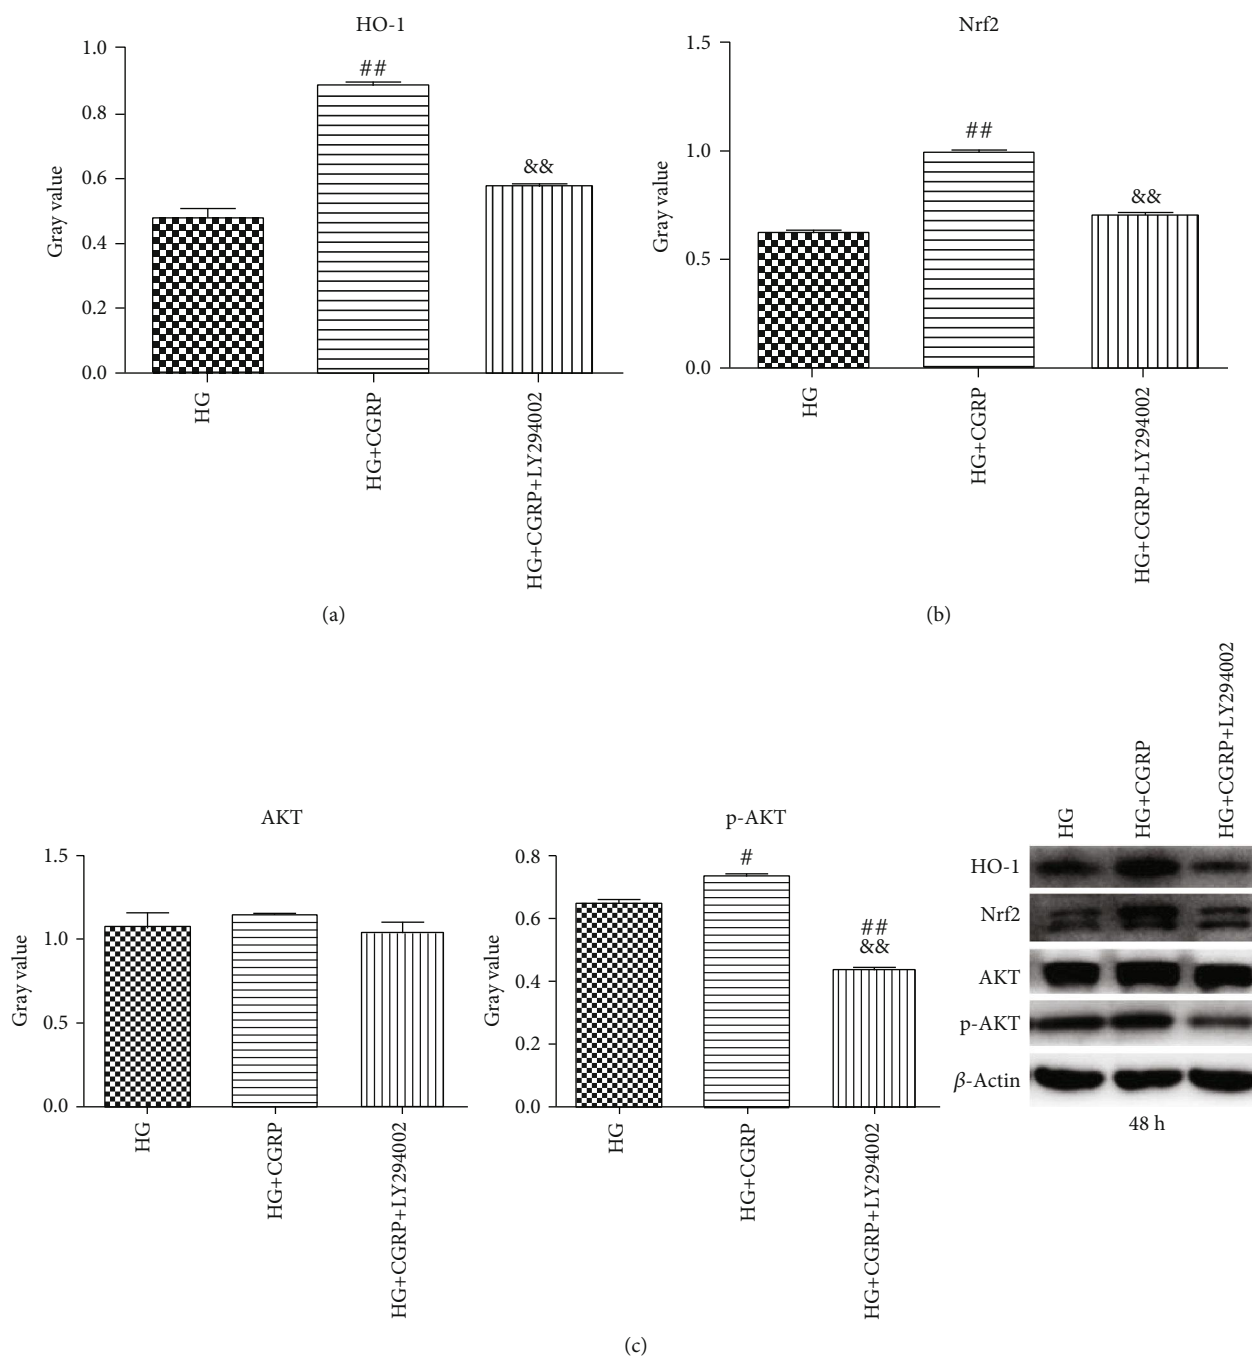 HO-1
1.0
0.8
0.6
0.4
0.2
0.0
Gray value
##
&&
HG
HG+CGRP
HG+CGRP+LY294002
(a)
Nrf2
1.5
1.0
0.5
0.0
Gray value
##
&&
HG
HG+CGRP
HG+CGRP+LY294002
(b)
AKT
1.5
1.0
0.5
0.0
Gray value
HG
HG+CGRP
HG+CGRP+LY294002
p-AKT
0.8
0.6
0.4
0.2
0.0
Gray value
#
##
&&
HG
HG+CGRP
HG+CGRP+LY294002
HG
HG+CGRP
HG+CGRP+LY294002
HO-1
Nrf2
AKT
p-AKT
β-Actin
48 h
(c)